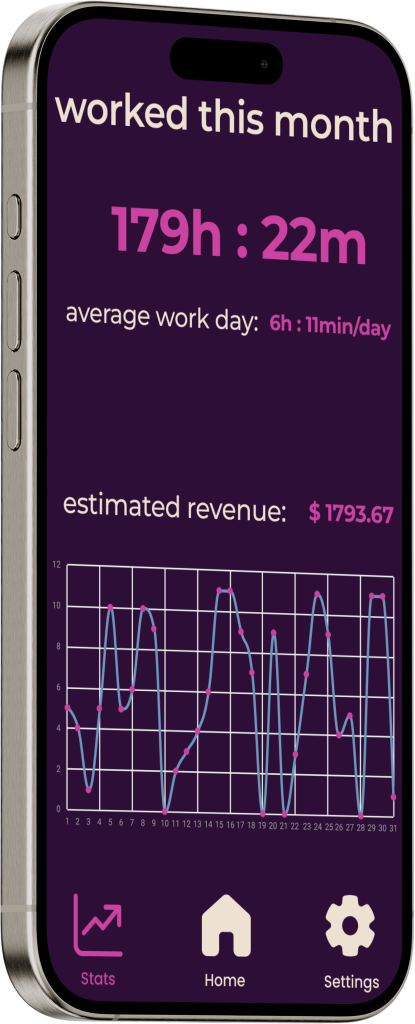 worked this month
179h : 22m
average work day: 6h : 11min/day
estimated revenue: $ 1793.67
12
10
8
6
4
2
0
1 2 3 4 5 6 7 8 9 10 11 12 13 14 15 16 17 18 19 20 21 22 23 24 25 26 27 28 29 30 31
Stats Home Settings